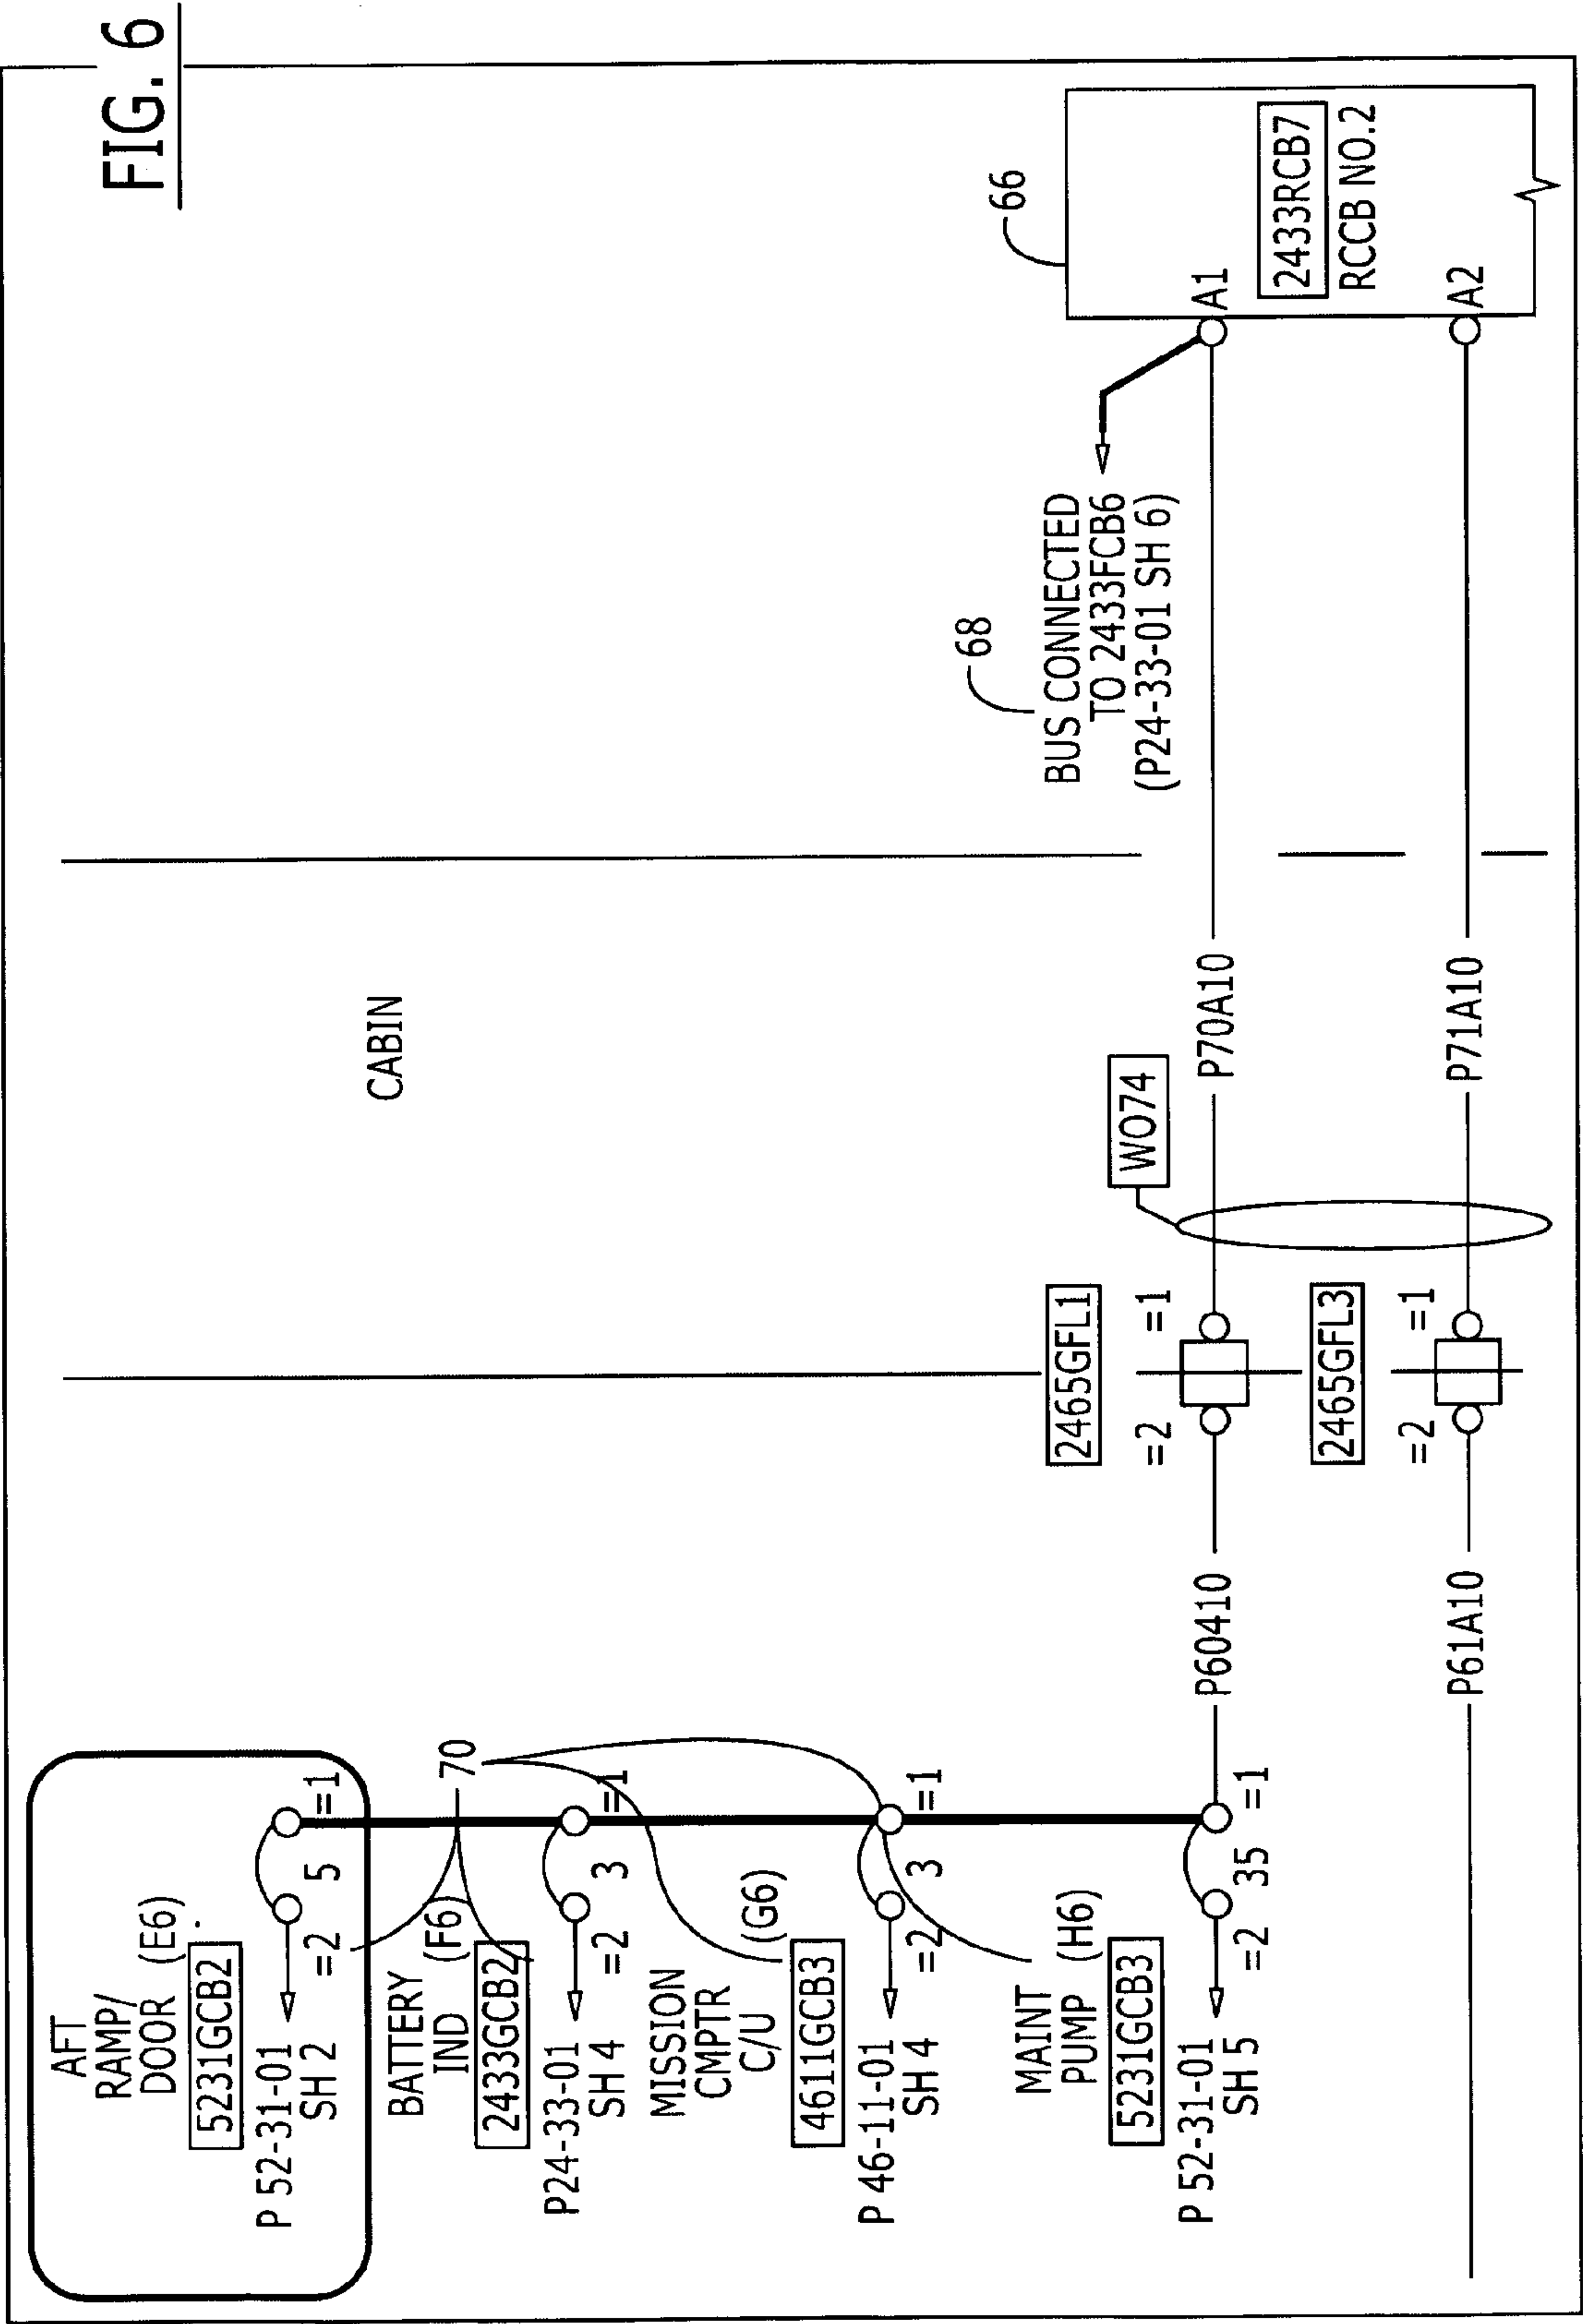 FIG. 6
AFT
RAMP/
DOOR (E6)
5231GCB2
P 52-31-01
SH 2
=2
5
=1
BATTERY
IND
(F6)
2433GCB2
P24-33-01
SH 4
=2
3
=1
70
MISSION
CMPTR
C/U
(G6)
4611GCB3
P 46-11-01
SH 4
=2
3
=1
MAINT
PUMP (H6)
5231GCB3
P 52-31-01
SH 5
=2
35
=1
CABIN
P60410
2465GFL1
=2
=1
WO74
P70A10
68
BUS CONNECTED
TO 2433FCB6
(P24-33-01 SH 6)
66
A1
2433RCB7
RCCB NO.2
A2
P61A10
2465GFL3
=2
=1
P71A10